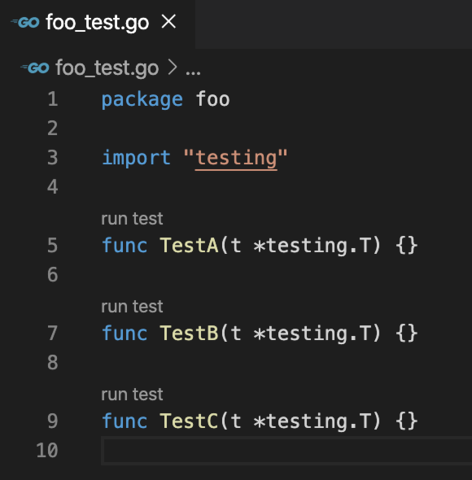 GO foo_test.go ×
GO foo_test.go > ...
1 package foo
2
3 import "testing"
4
run test
5 func TestA(t *testing.T) {}
6
run test
7 func TestB(t *testing.T) {}
8
run test
9 func TestC(t *testing.T) {}
10